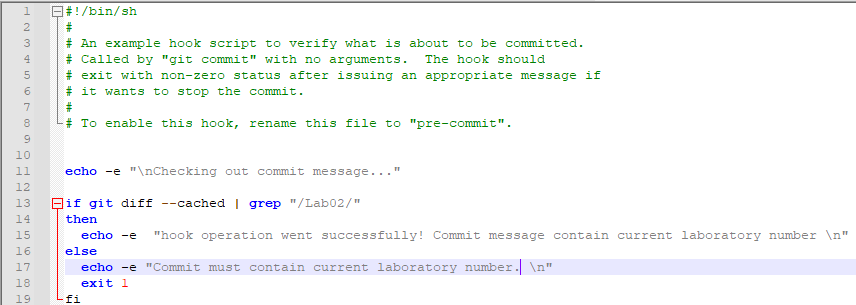 1 #!/bin/sh
2 #
3 # An example hook script to verify what is about to be committed.
4 # Called by "git commit" with no arguments.  The hook should
5 # exit with non-zero status after issuing an appropriate message if
6 # it wants to stop the commit.
7 #
8 # To enable this hook, rename this file to "pre-commit".
9
10
11 echo -e "\nChecking out commit message..."
12
13 if git diff --cached | grep "/Lab02/"
14 then
15   echo -e  "hook operation went successfully! Commit message contain current laboratory number \n"
16 else
17   echo -e "Commit must contain current laboratory number. \n"
18   exit 1
19 fi